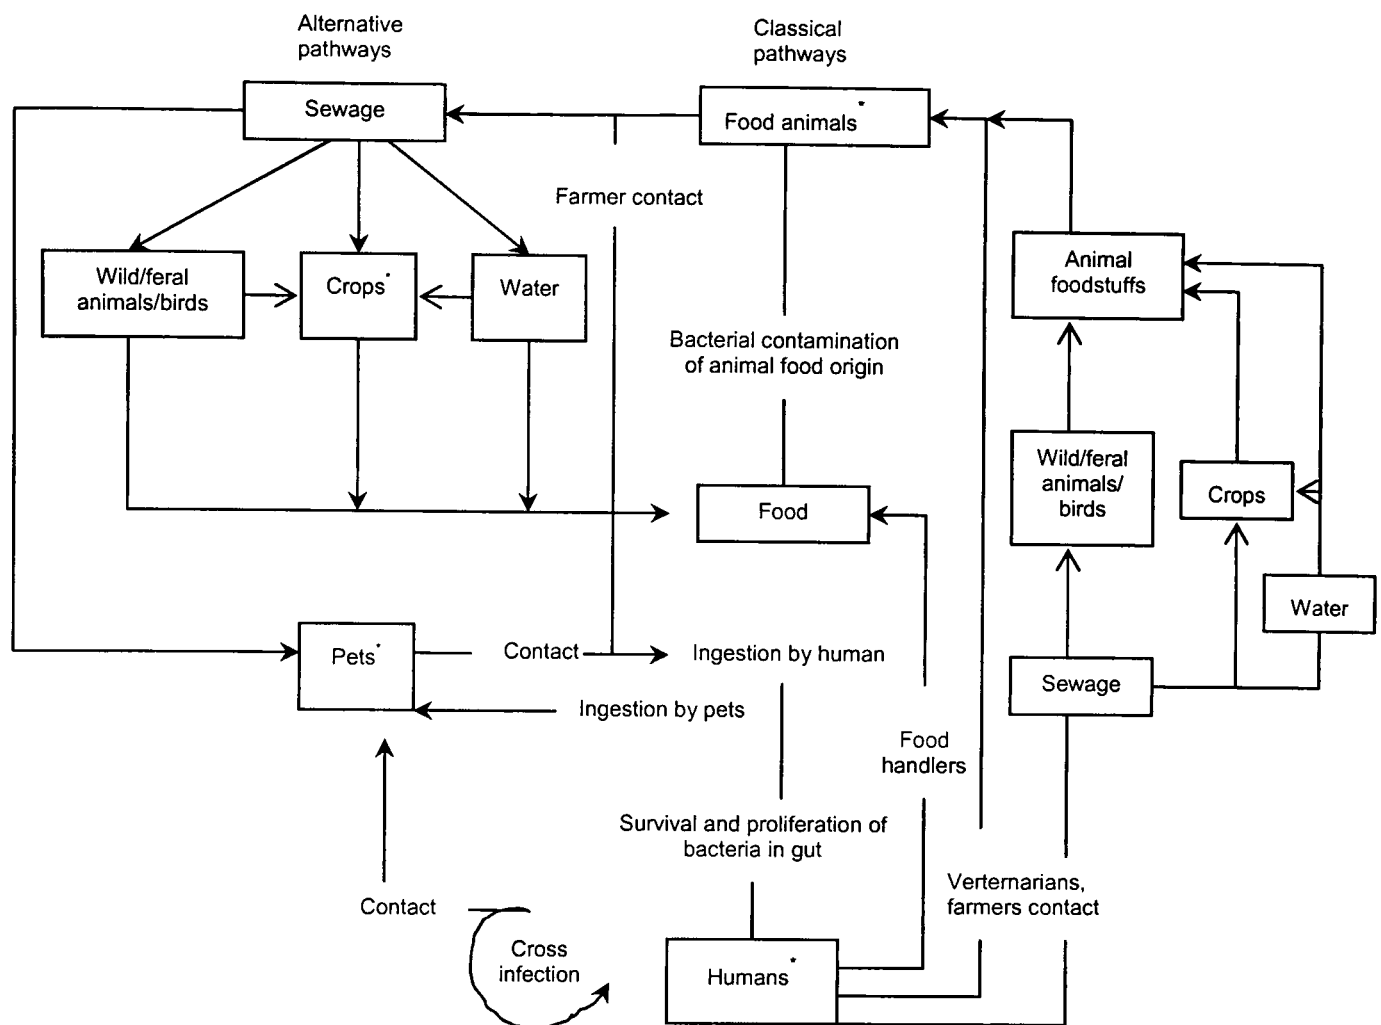 Alternative
pathways
Classical
pathways
Sewage
Food animals*
Farmer contact
Wild/feral
animals/birds
Crops*
Water
Animal
foodstuffs
Bacterial contamination
of animal food origin
Wild/feral
animals/
birds
Crops
Food
Water
Pets*
Contact
Ingestion by human
Sewage
Ingestion by pets
Food
handlers
Survival and proliferation of
bacteria in gut
Verternarians,
farmers contact
Contact
Cross
infection
Humans*